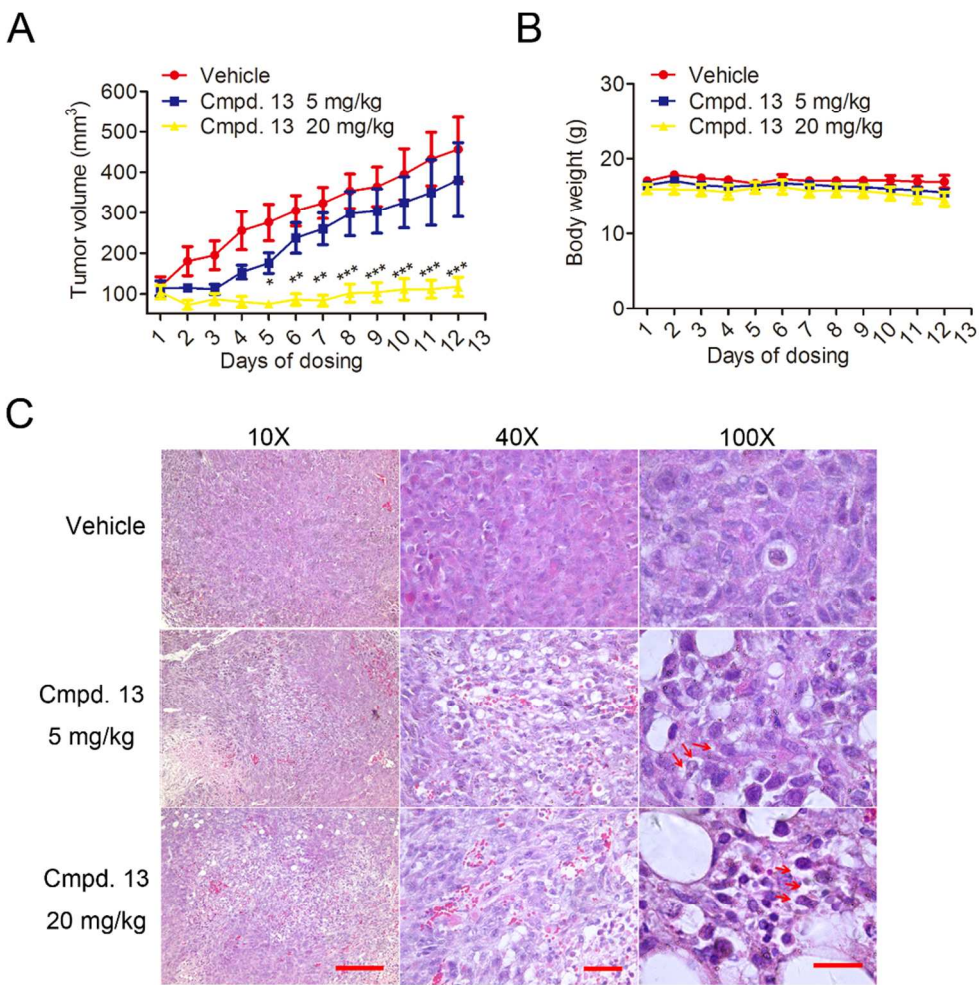 A
Vehicle
Cmpd. 13 5 mg/kg
Cmpd. 13 20 mg/kg
Tumor volume (mm³)
600
500
400
300
200
100
* ** ** *** *** *** *** ***
1 2 3 4 5 6 7 8 9 10 11 12 13
Days of dosing
B
Vehicle
Cmpd. 13 5 mg/kg
Cmpd. 13 20 mg/kg
Body weight (g)
30
20
10
0
1 2 3 4 5 6 7 8 9 10 11 12 13
Days of dosing
C
10X 40X 100X
Vehicle
Cmpd. 13
5 mg/kg
Cmpd. 13
20 mg/kg